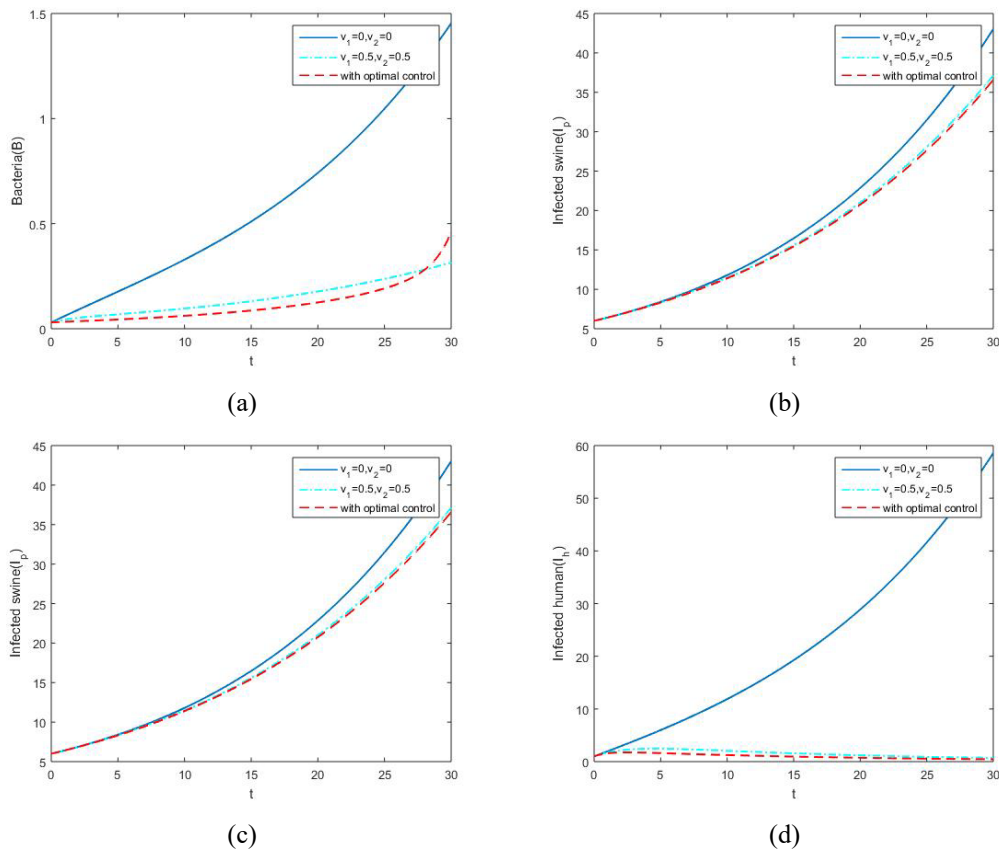 1.5
1
0.5
0
0 5 10 15 20 25 30
Bacteria(B)
t
v1=0,v2=0
v1=0.5,v2=0.5
with optimal control
(a)
45
40
35
30
25
20
15
10
5
0 5 10 15 20 25 30
Infected swine(Ip)
t
v1=0,v2=0
v1=0.5,v2=0.5
with optimal control
(b)
45
40
35
30
25
20
15
10
5
0 5 10 15 20 25 30
Infected swine(Ip)
t
v1=0,v2=0
v1=0.5,v2=0.5
with optimal control
(c)
60
50
40
30
20
10
0
0 5 10 15 20 25 30
Infected human(Ih)
t
v1=0,v2=0
v1=0.5,v2=0.5
with optimal control
(d)